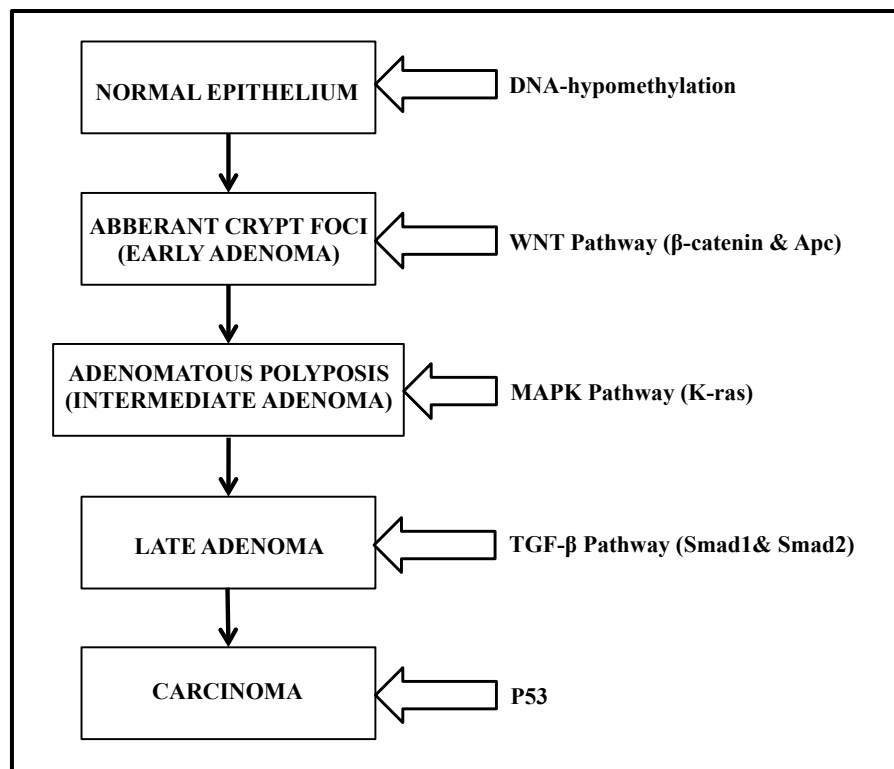 NORMAL EPITHELIUM
DNA-hypomethylation
ABBERANT CRYPT FOCI
(EARLY ADENOMA)
WNT Pathway (β-catenin & Apc)
ADENOMATOUS POLYPOSIS
(INTERMEDIATE ADENOMA)
MAPK Pathway (K-ras)
LATE ADENOMA
TGF-β Pathway (Smad1& Smad2)
CARCINOMA
P53